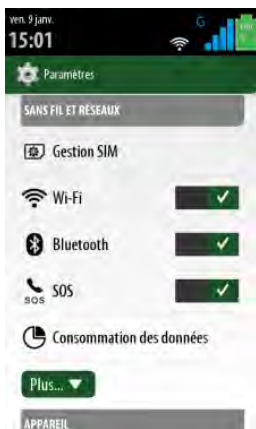 ven. 9 janv.
15:01
G
Paramètres
SANS FIL ET RÉSEAUX
Gestion SIM
Wi-Fi
Bluetooth
SOS
SOS
Consommation des données
Plus...
APPAREIL